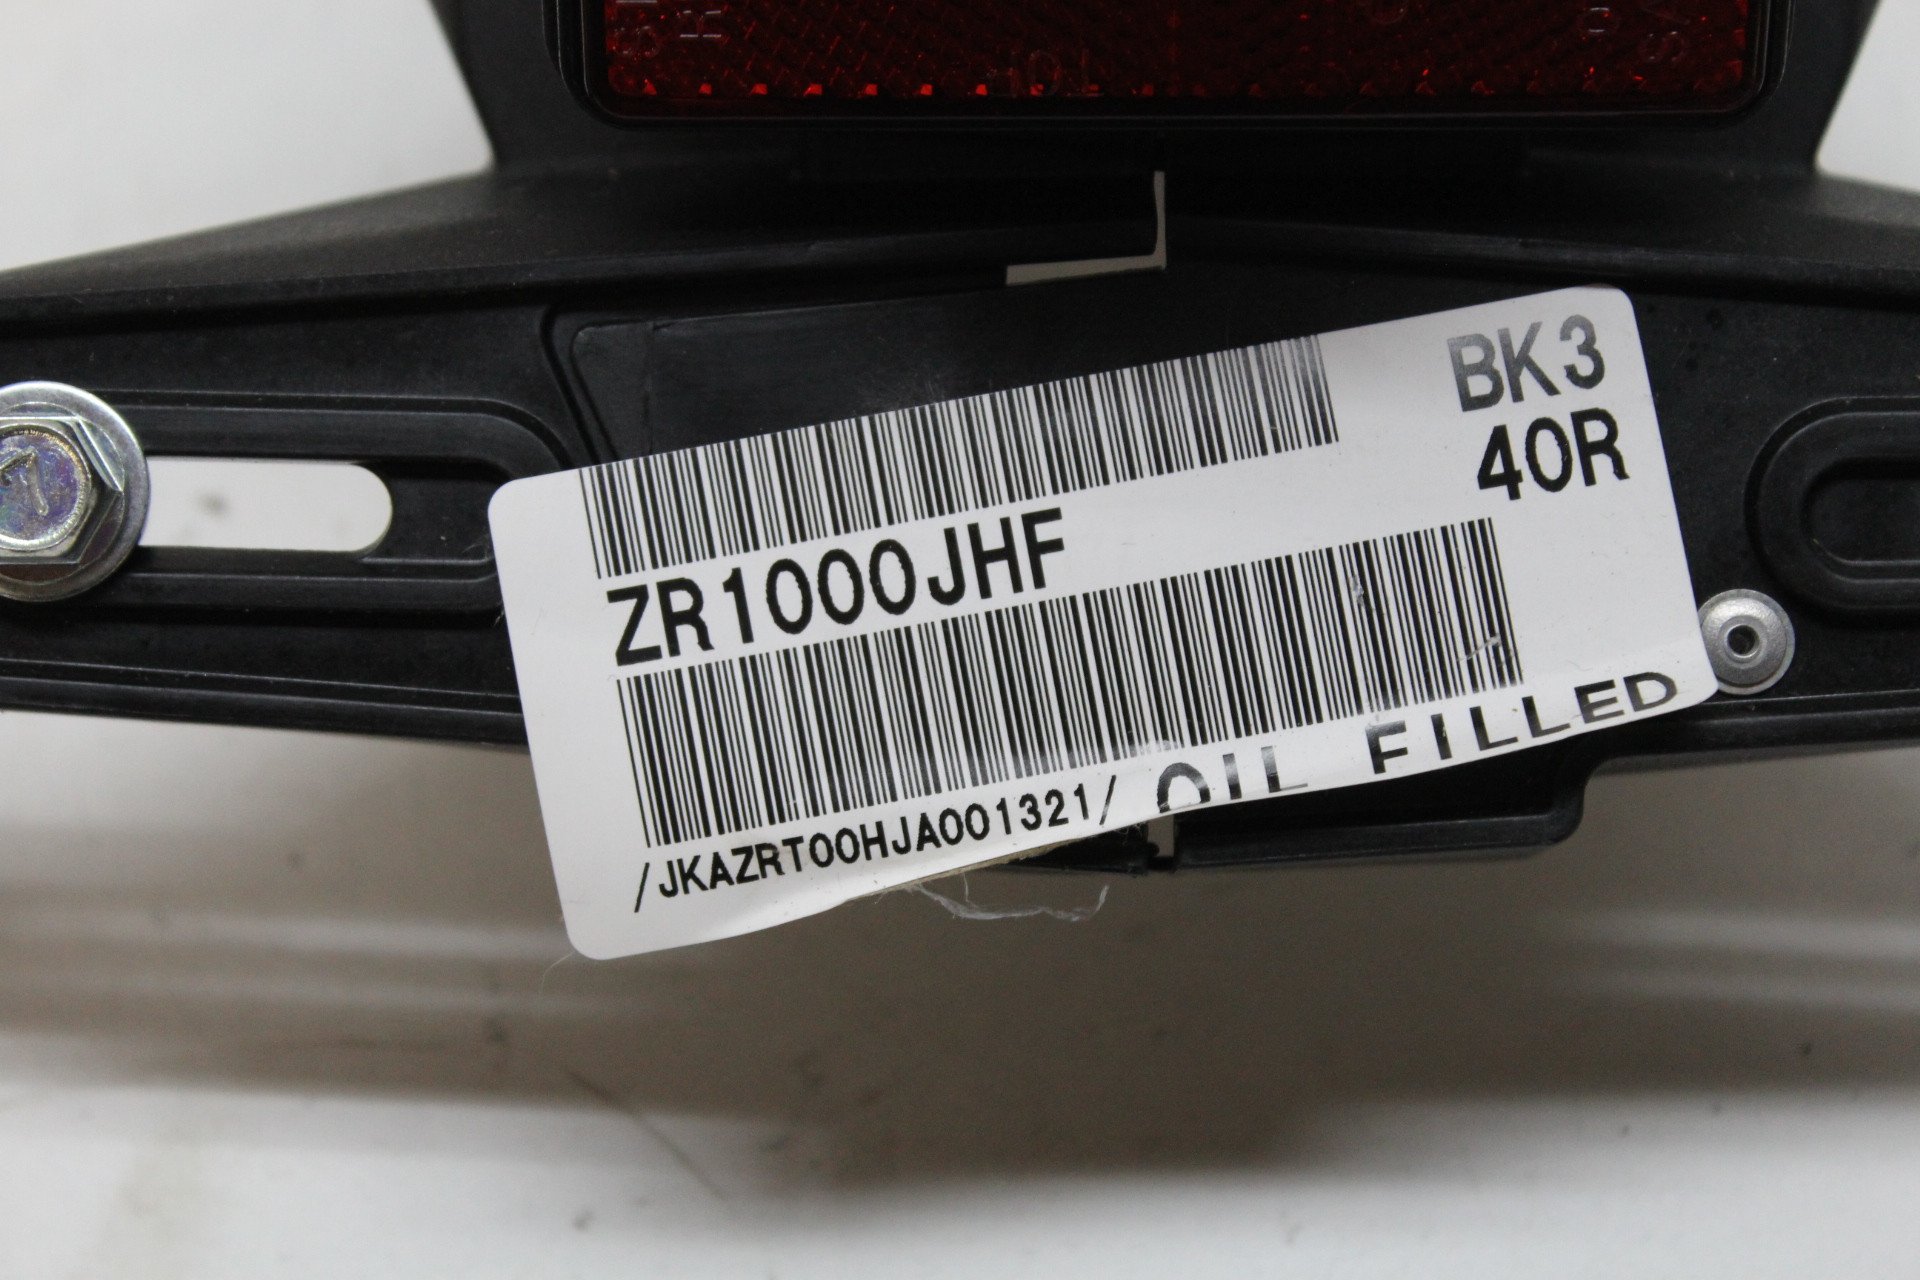 BK3
40R
ZR1000JHF
/JKAZRT00HJA001321/ OIL FILLED